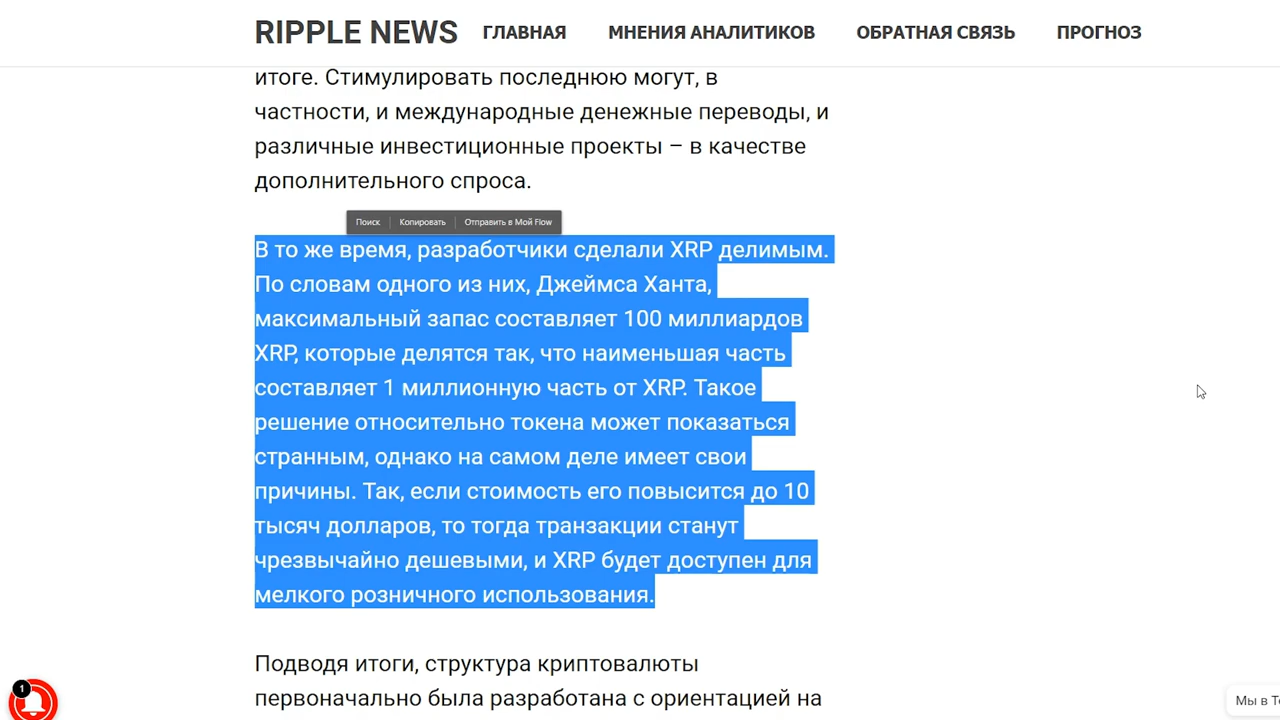 RIPPLE NEWS ГЛАВНАЯ МНЕНИЯ АНАЛИТИКОВ ОБРАТНАЯ СВЯЗЬ ПРОГНОЗ
итоге. Стимулировать последнюю могут, в
частности, и международные денежные переводы, и
различные инвестиционные проекты – в качестве
дополнительного спроса.
Поиск Копировать Отправить в Мой Flow
В то же время, разработчики сделали XRP делимым.
По словам одного из них, Джеймса Ханта,
максимальный запас составляет 100 миллиардов
XRP, которые делятся так, что наименьшая часть
составляет 1 миллионную часть от XRP. Такое
решение относительно токена может показаться
странным, однако на самом деле имеет свои
причины. Так, если стоимость его повысится до 10
тысяч долларов, то тогда транзакции станут
чрезвычайно дешевыми, и XRP будет доступен для
мелкого розничного использования.
Подводя итоги, структура криптовалюты
1
первоначально была разработана с ориентацией на
Мы в